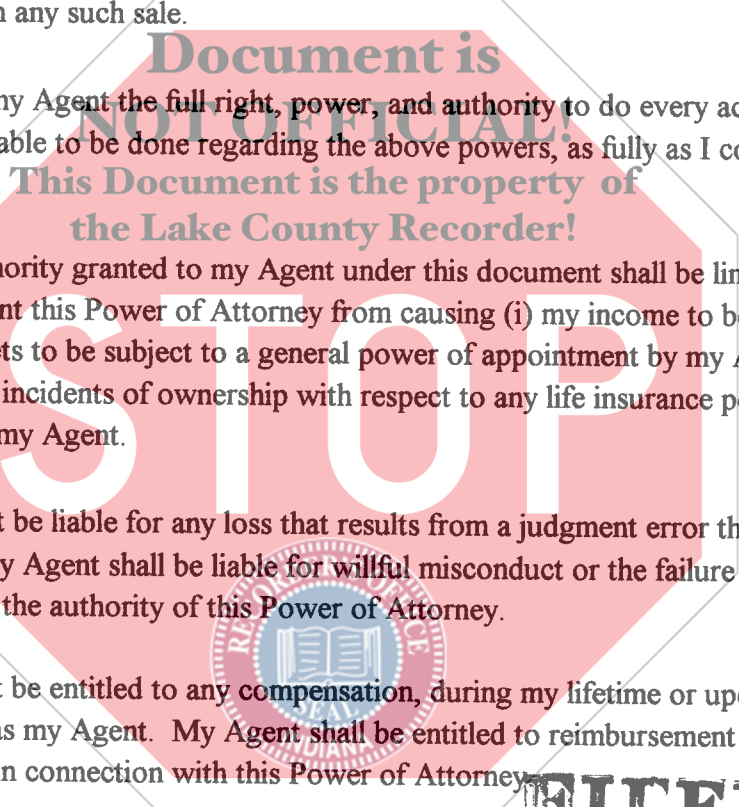 n any such sale.
Document is
ny Agent the full right, power, and authority to do every ac
NOT OFFICIAL!
able to be done regarding the above powers, as fully as I co
This Document is the property of
the Lake County Recorder!
nority granted to my Agent under this document shall be lim
nt this Power of Attorney from causing (i) my income to b
ts to be subject to a general power of appointment by my A
incidents of ownership with respect to any life insurance p
my Agent.
STOP
t be liable for any loss that results from a judgment error th
y Agent shall be liable for willful misconduct or the failure
the authority of this Power of Attorney.
t be entitled to any compensation, during my lifetime or up
SEAL
as my Agent. My Agent shall be entitled to reimbursement
INDIANA
n connection with this Power of Attorney